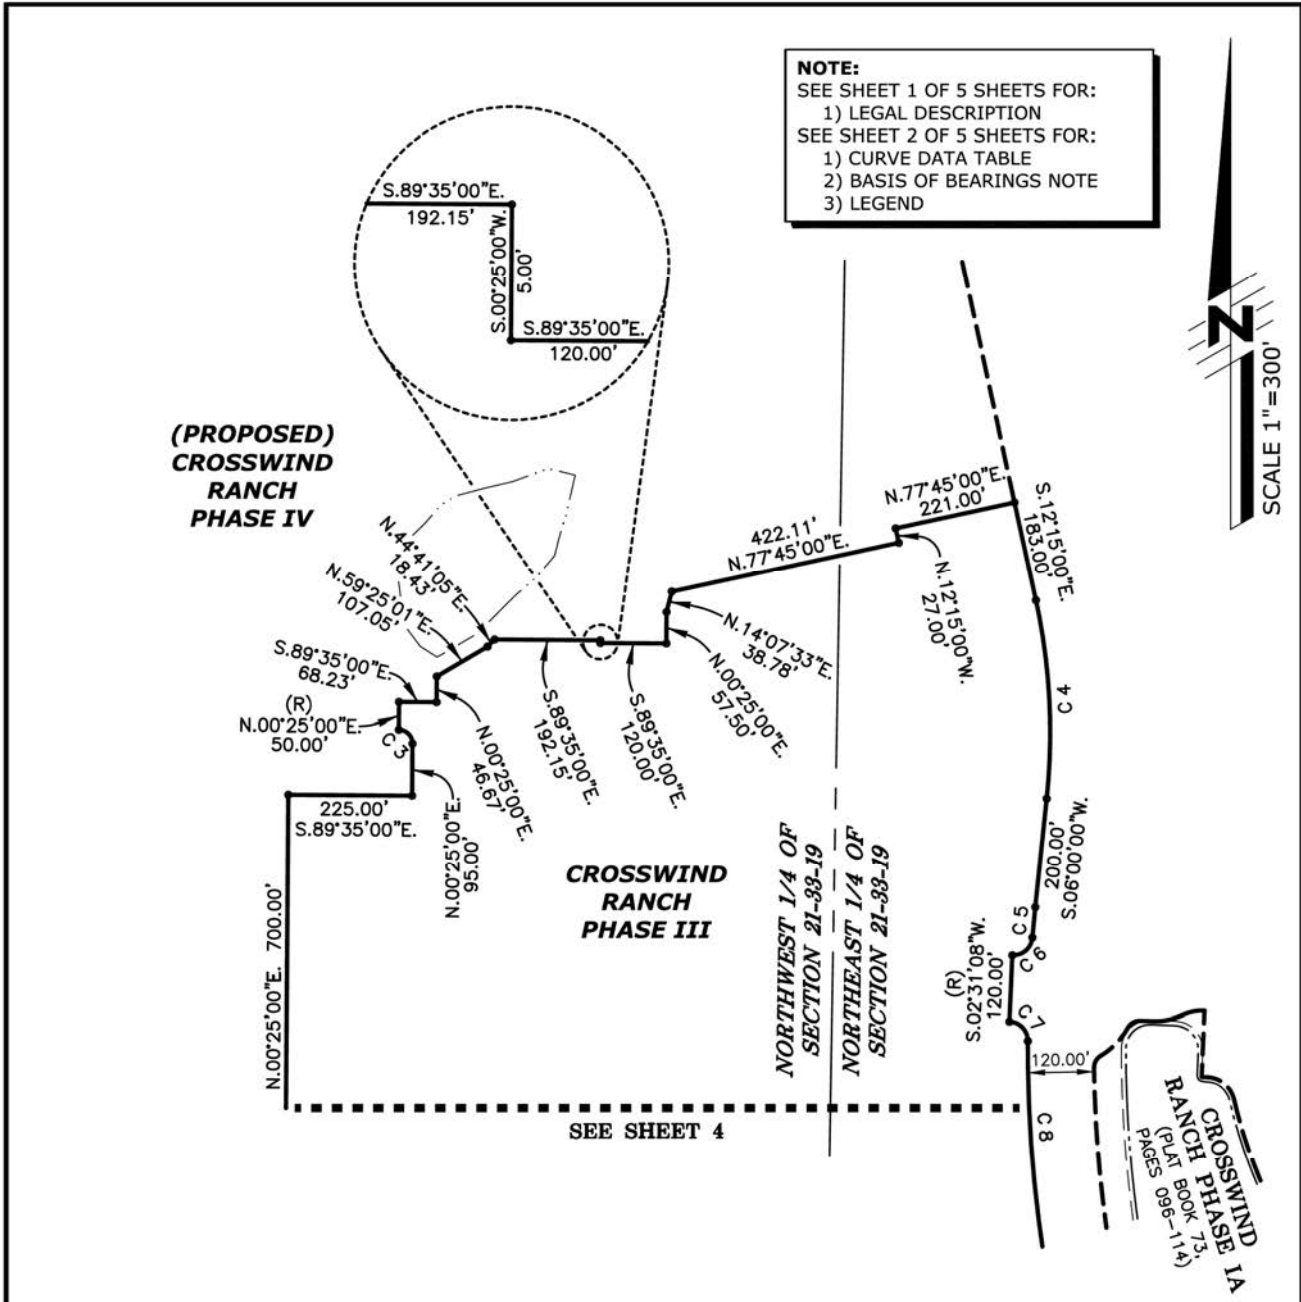 NOTE:
SEE SHEET 1 OF 5 SHEETS FOR:
1) LEGAL DESCRIPTION
SEE SHEET 2 OF 5 SHEETS FOR:
1) CURVE DATA TABLE
2) BASIS OF BEARINGS NOTE
3) LEGEND
N
SCALE 1"=300'
S.89°35'00"E.
192.15'
S.00°25'00"W.
5.00'
S.89°35'00"E.
120.00'
(PROPOSED)
CROSSWIND
RANCH
PHASE IV
N.44°41'05"E.
18.43'
N.59°25'01"E.
107.05'
S.89°35'00"E.
68.23'
(R)
N.00°25'00"E.
50.00'
C 3
225.00'
S.89°35'00"E.
N.00°25'00"E.
95.00'
N.00°25'00"E.
46.67'
S.89°35'00"E.
192.15'
S.89°35'00"E.
120.00'
N.00°25'00"E.
57.50'
N.14°07'33"E.
38.78'
422.11'
N.77°45'00"E.
N.12°15'00"W.
27.00'
N.77°45'00"E.
221.00'
S.12°15'00"E.
183.00'
C 4
200.00'
S.06°00'00"W.
C 5
C 6
(R)
S.02°31'08"W.
120.00'
C 7
120.00'
C 8
N.00°25'00"E. 700.00'
CROSSWIND
RANCH
PHASE III
NORTHWEST 1/4 OF
SECTION 21-33-19
NORTHEAST 1/4 OF
SECTION 21-33-19
SEE SHEET 4
CROSSWIND
RANCH PHASE IA
(PLAT BOOK 73,
PAGES 096-114)